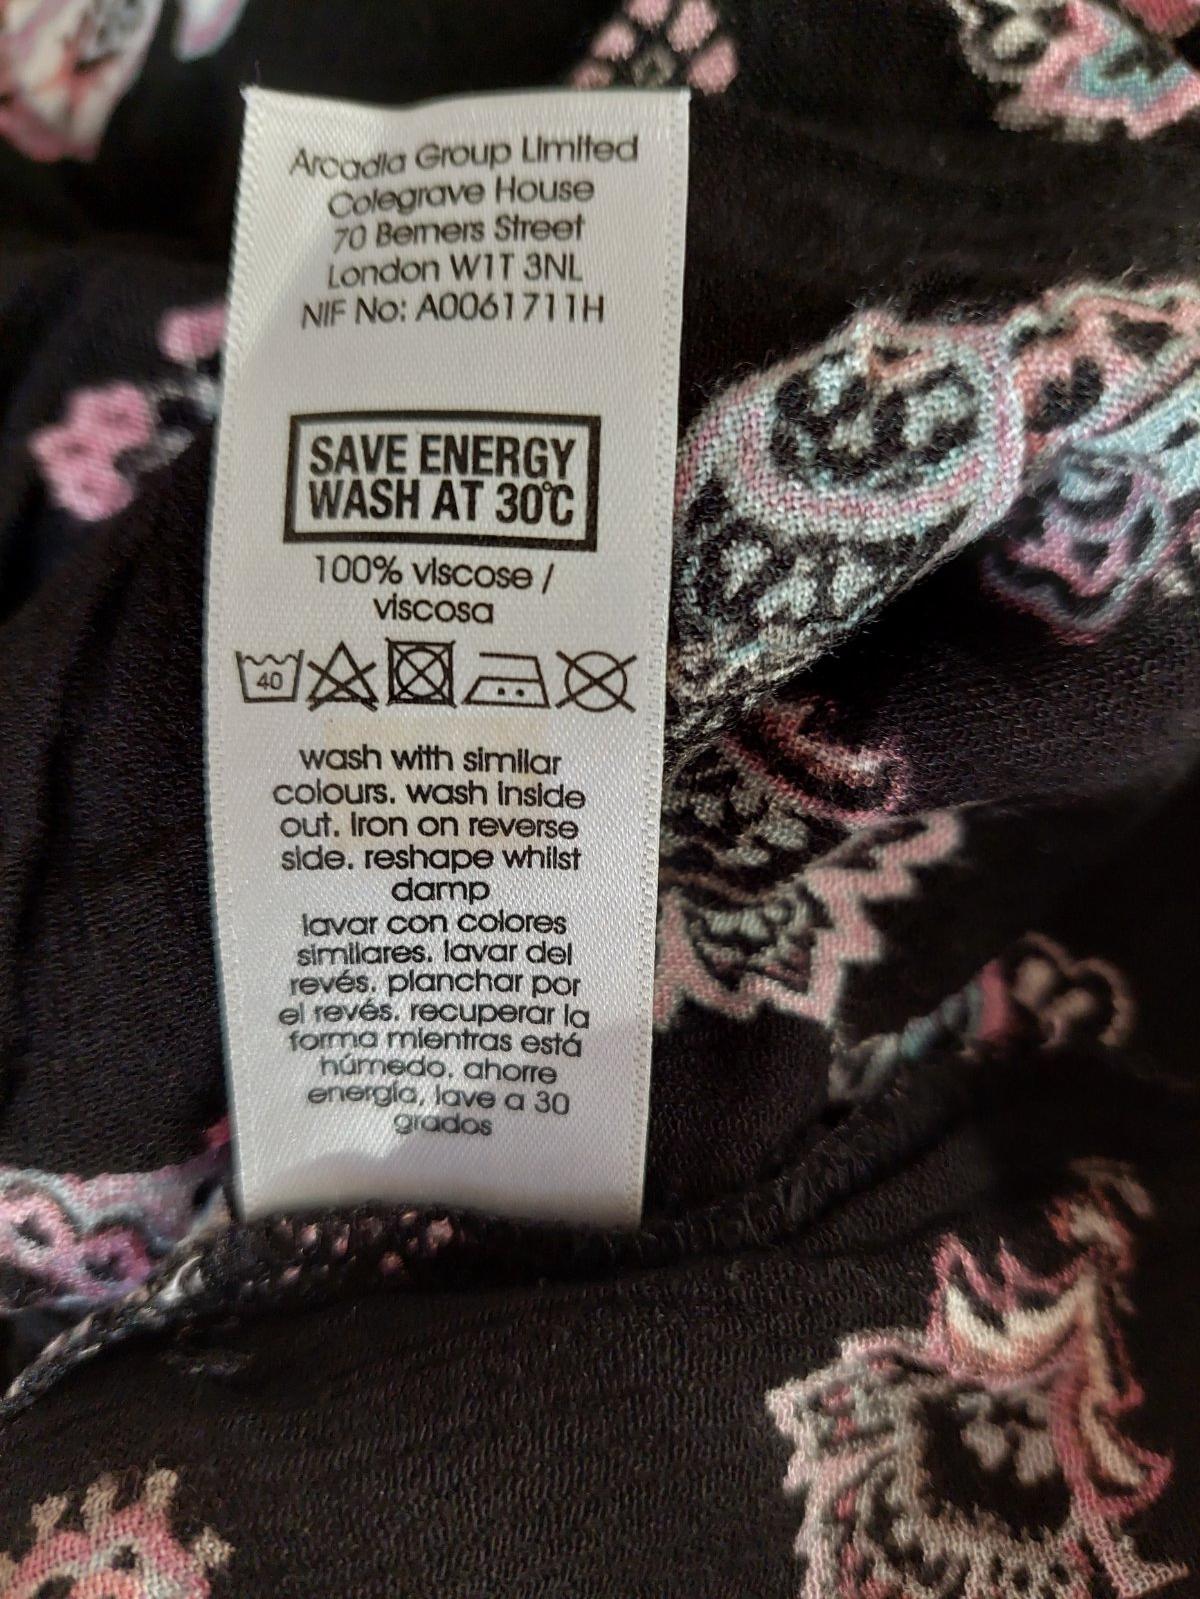 Arcadia Group Limited
Colegrave House
70 Berners Street
London W1T 3NL
NIF No: A0061711H
SAVE ENERGY
WASH AT 30°C
100% viscose /
viscosa
40
wash with similar
colours. wash inside
out. iron on reverse
side. reshape whilst
damp
lavar con colores
similares. lavar del
revés. planchar por
el revés. recuperar la
forma mientras está
húmedo. ahorre
energía, lave a 30
grados